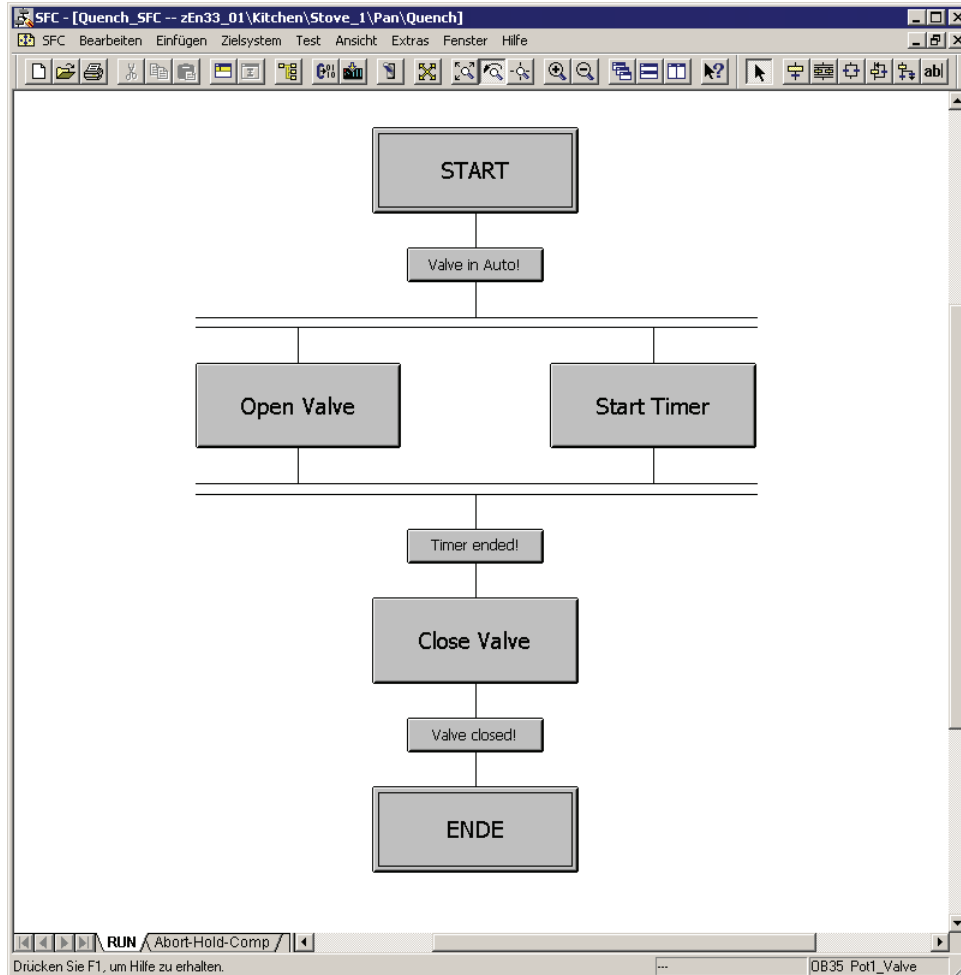 SFC - [Quench_SFC -- zEn33_01\Kitchen\Stove_1\Pan\Quench]
SFC Bearbeiten Einfügen Zielsystem Test Ansicht Extras Fenster Hilfe
abl
START
Valve in Auto!
Open Valve Start Timer
Timer ended!
Close Valve
Valve closed!
ENDE
RUN Abort-Hold-Comp
Drücken Sie F1, um Hilfe zu erhalten. --- OB35 Pot1_Valve